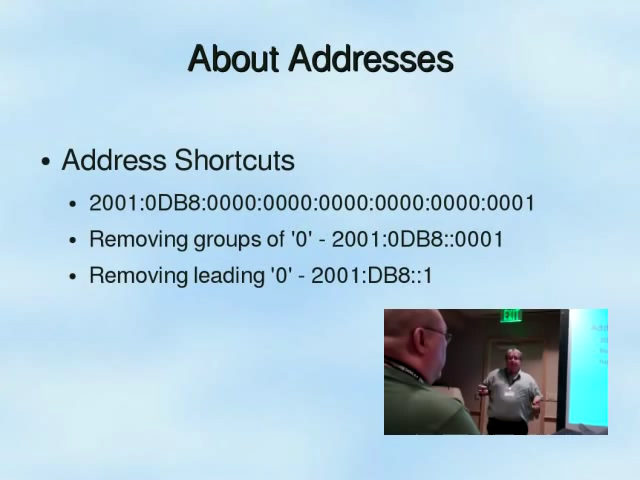 About Addresses
• Address Shortcuts
• 2001:0DB8:0000:0000:0000:0000:0000:0001
• Removing groups of '0' - 2001:0DB8::0001
• Removing leading '0' - 2001:DB8::1
EXIT